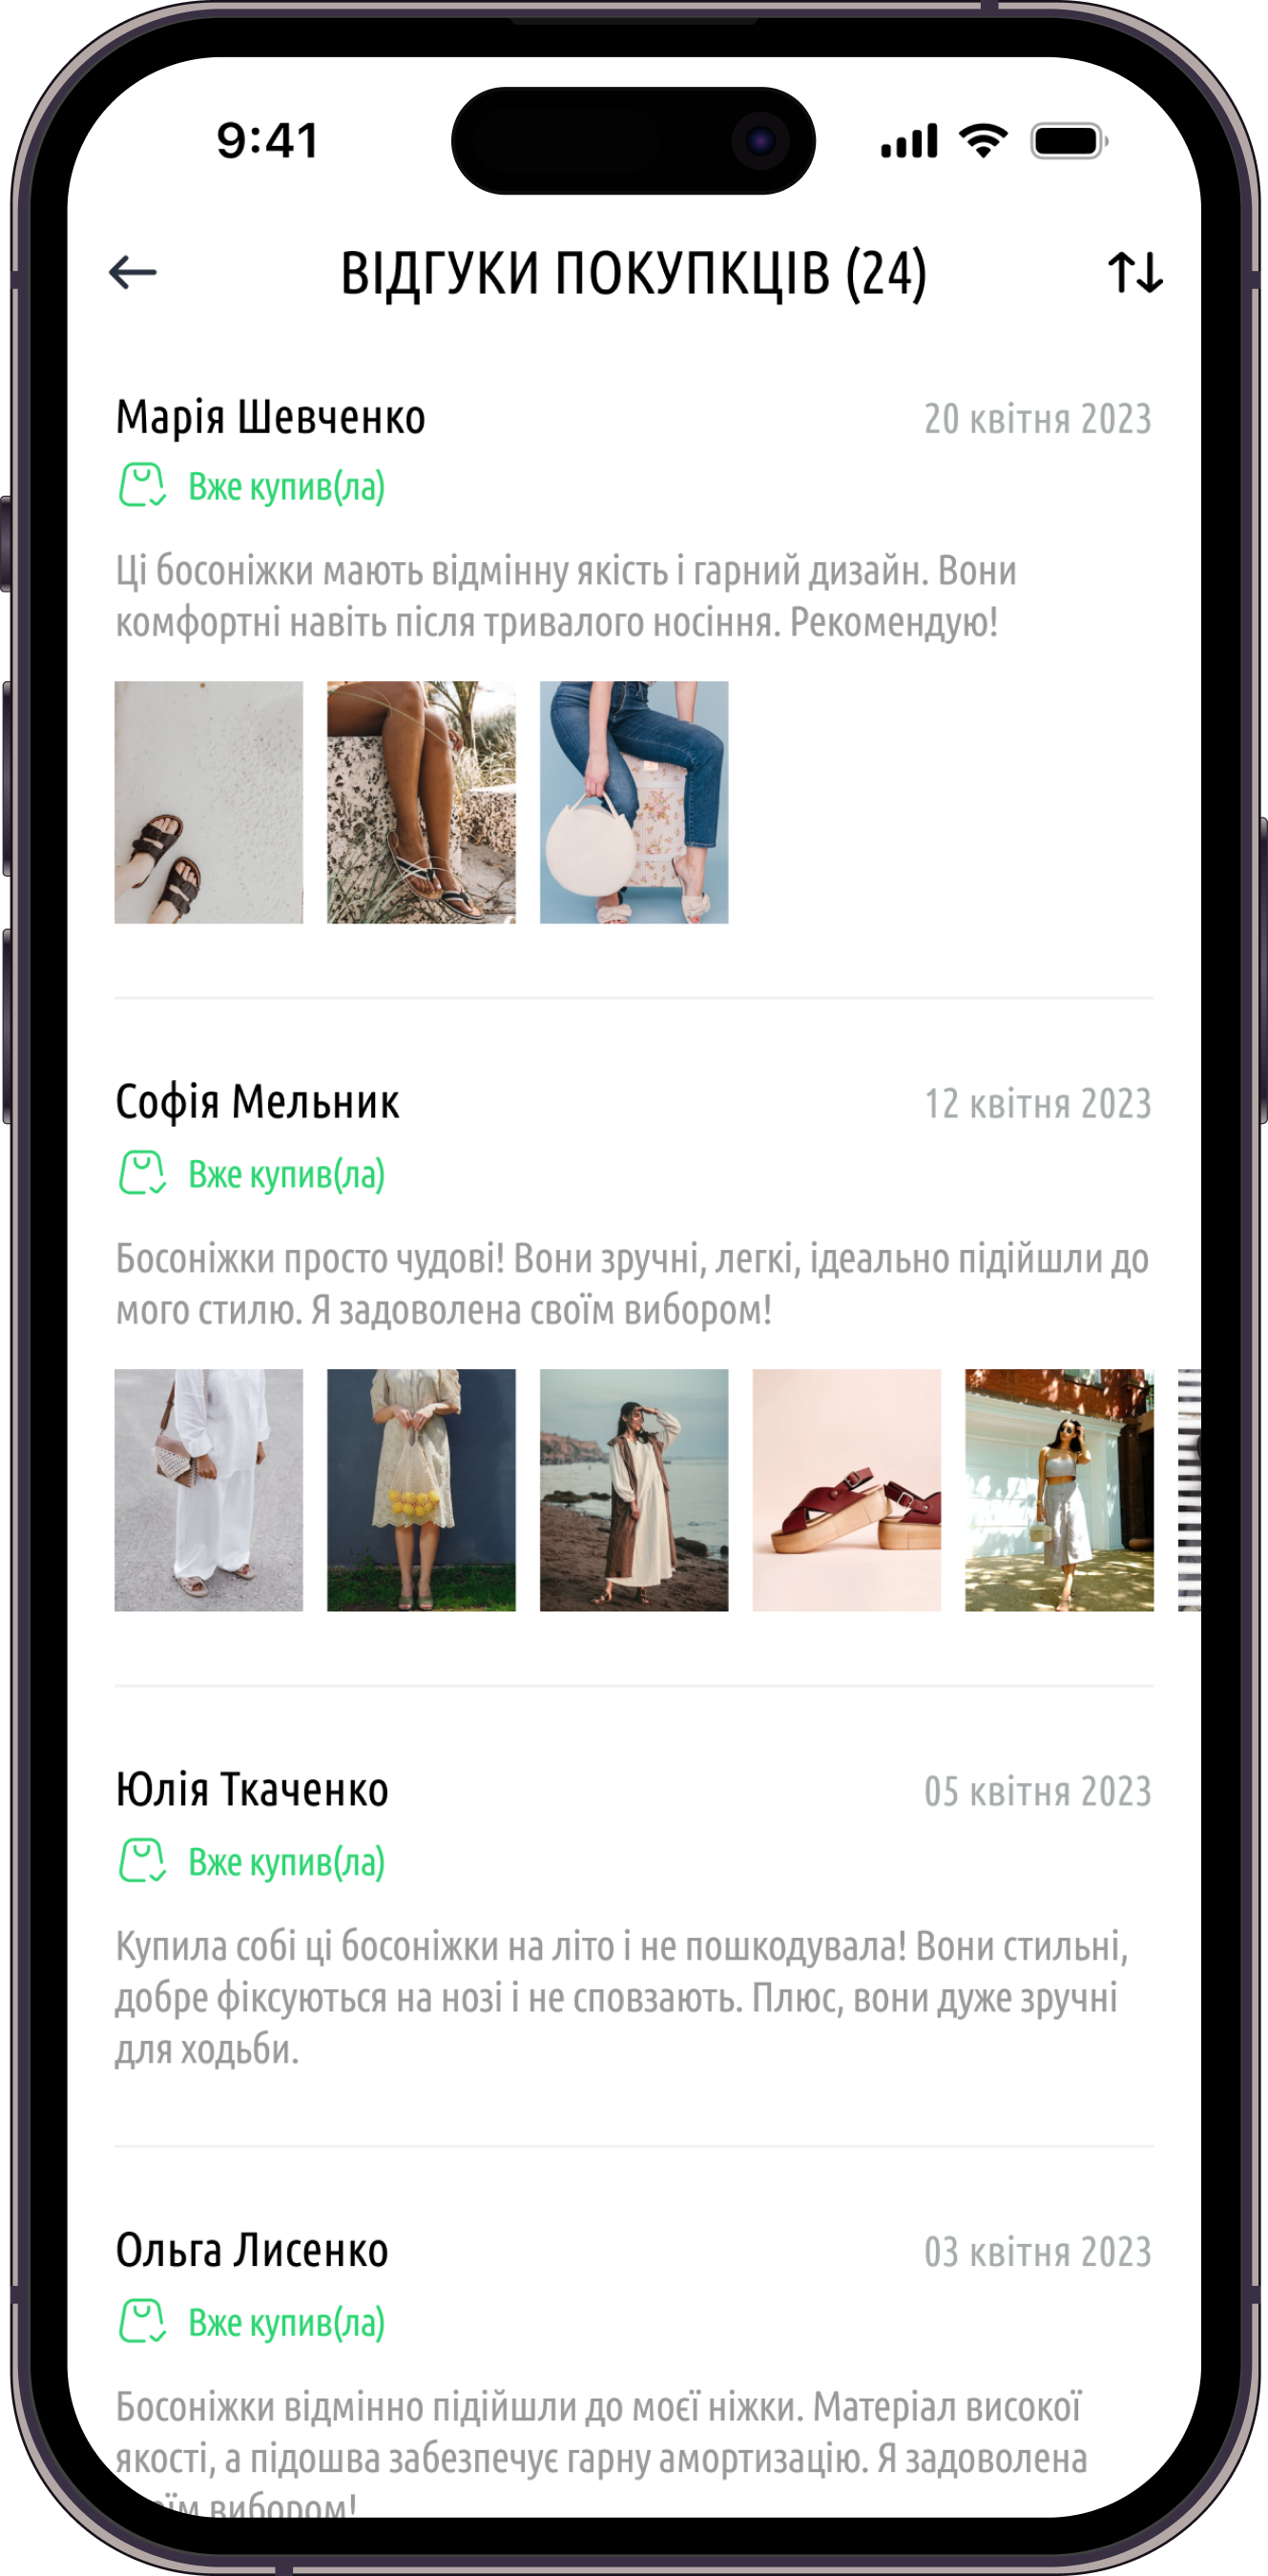 9:41
ВІДГУКИ ПОКУПКЦІВ (24)
Марія Шевченко
20 квітня 2023
Вже купив(ла)
Ці босоніжки мають відмінну якість і гарний дизайн. Вони
комфортні навіть після тривалого носіння. Рекомендую!
Софія Мельник
12 квітня 2023
Вже купив(ла)
Босоніжки просто чудові! Вони зручні, легкі, ідеально підійшли до
мого стилю. Я задоволена своїм вибором!
Юлія Ткаченко
05 квітня 2023
Вже купив(ла)
Купила собі ці босоніжки на літо і не пошкодувала! Вони стильні,
добре фіксуються на нозі і не сповзають. Плюс, вони дуже зручні
для ходьби.
Ольга Лисенко
03 квітня 2023
Вже купив(ла)
Босоніжки відмінно підійшли до моєї ніжки. Матеріал високої
якості, а підошва забезпечує гарну амортизацію. Я задоволена
вибором!